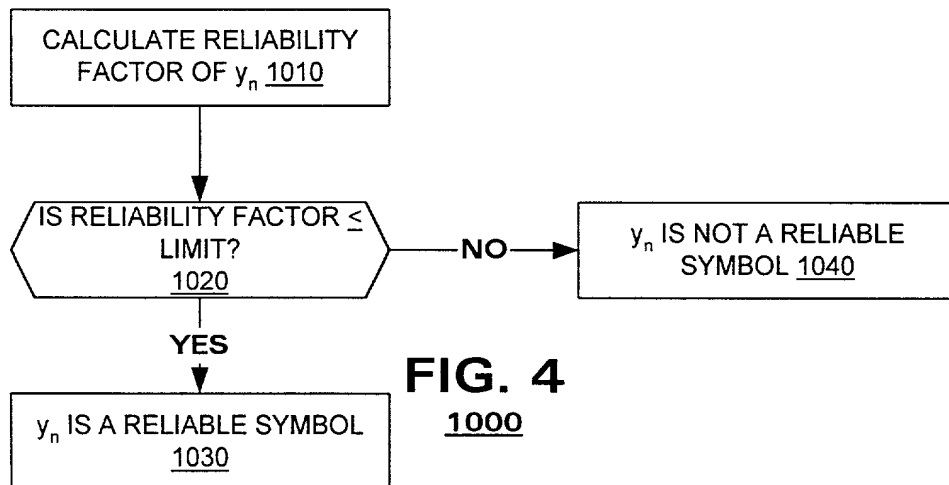 CALCULATE RELIABILITY
FACTOR OF yn 1010
IS RELIABILITY FACTOR ≤
LIMIT?
1020
NO
yn IS NOT A RELIABLE
SYMBOL 1040
YES
yn IS A RELIABLE SYMBOL
1030
FIG. 4
1000